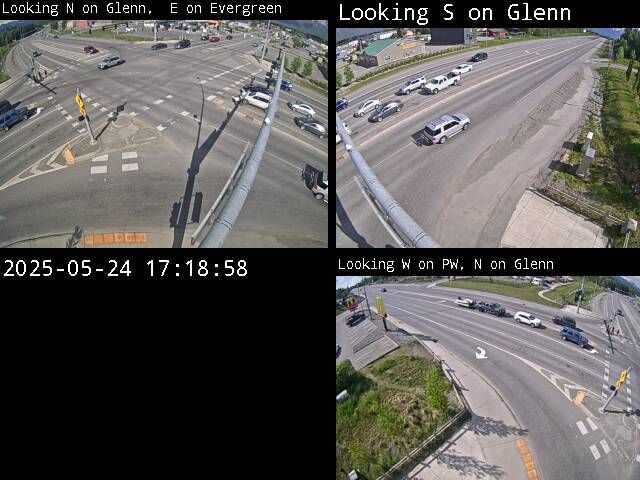 Looking N on Glenn,  E on Evergreen
Looking S on Glenn
2025-05-24 17:18:58
Looking W on PW, N on Glenn